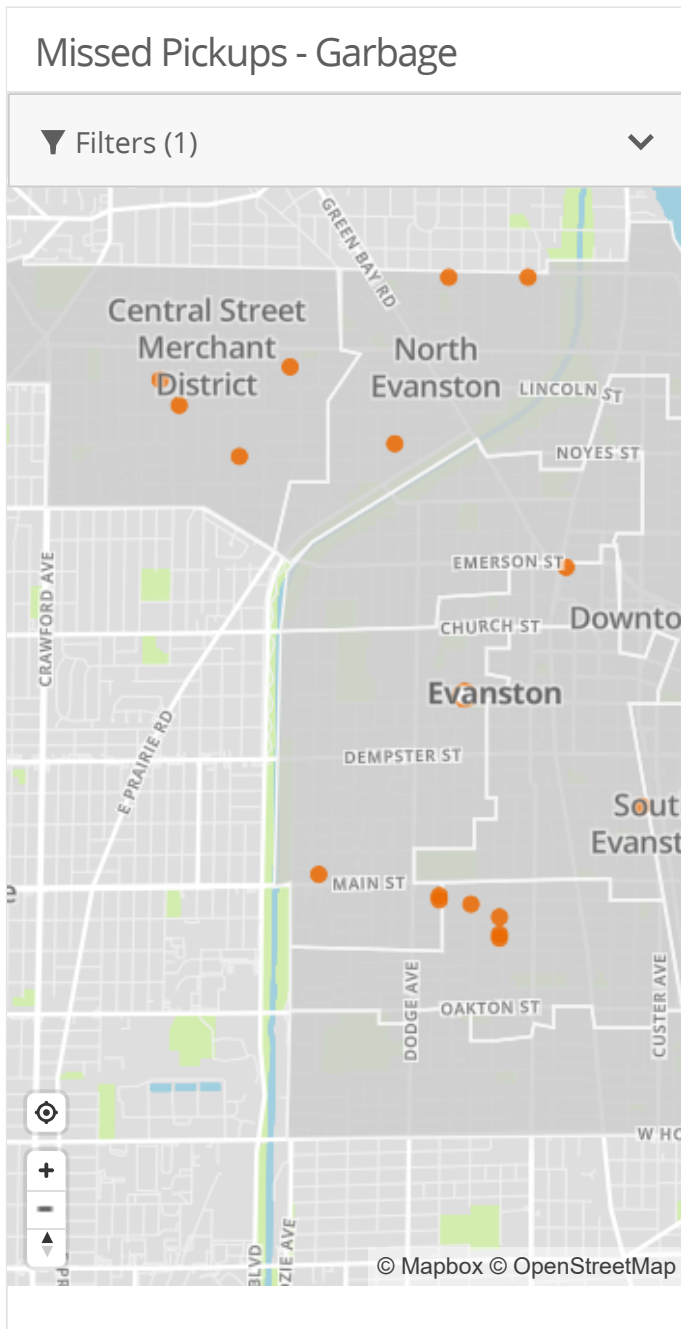 Missed Pickups - Garbage
Filters (1)
GREEN BAY RD
Central Street
Merchant
District
North
Evanston
LINCOLN ST
NOYES ST
EMERSON ST
CRAWFORD AVE
CHURCH ST
Downto
Evanston
E PRAIRIE RD
DEMPSTER ST
Sout
Evanst
MAIN ST
DODGE AVE
OAKTON ST
CUSTER AVE
W HO
BLVD
ZIE AVE
© Mapbox © OpenStreetMap